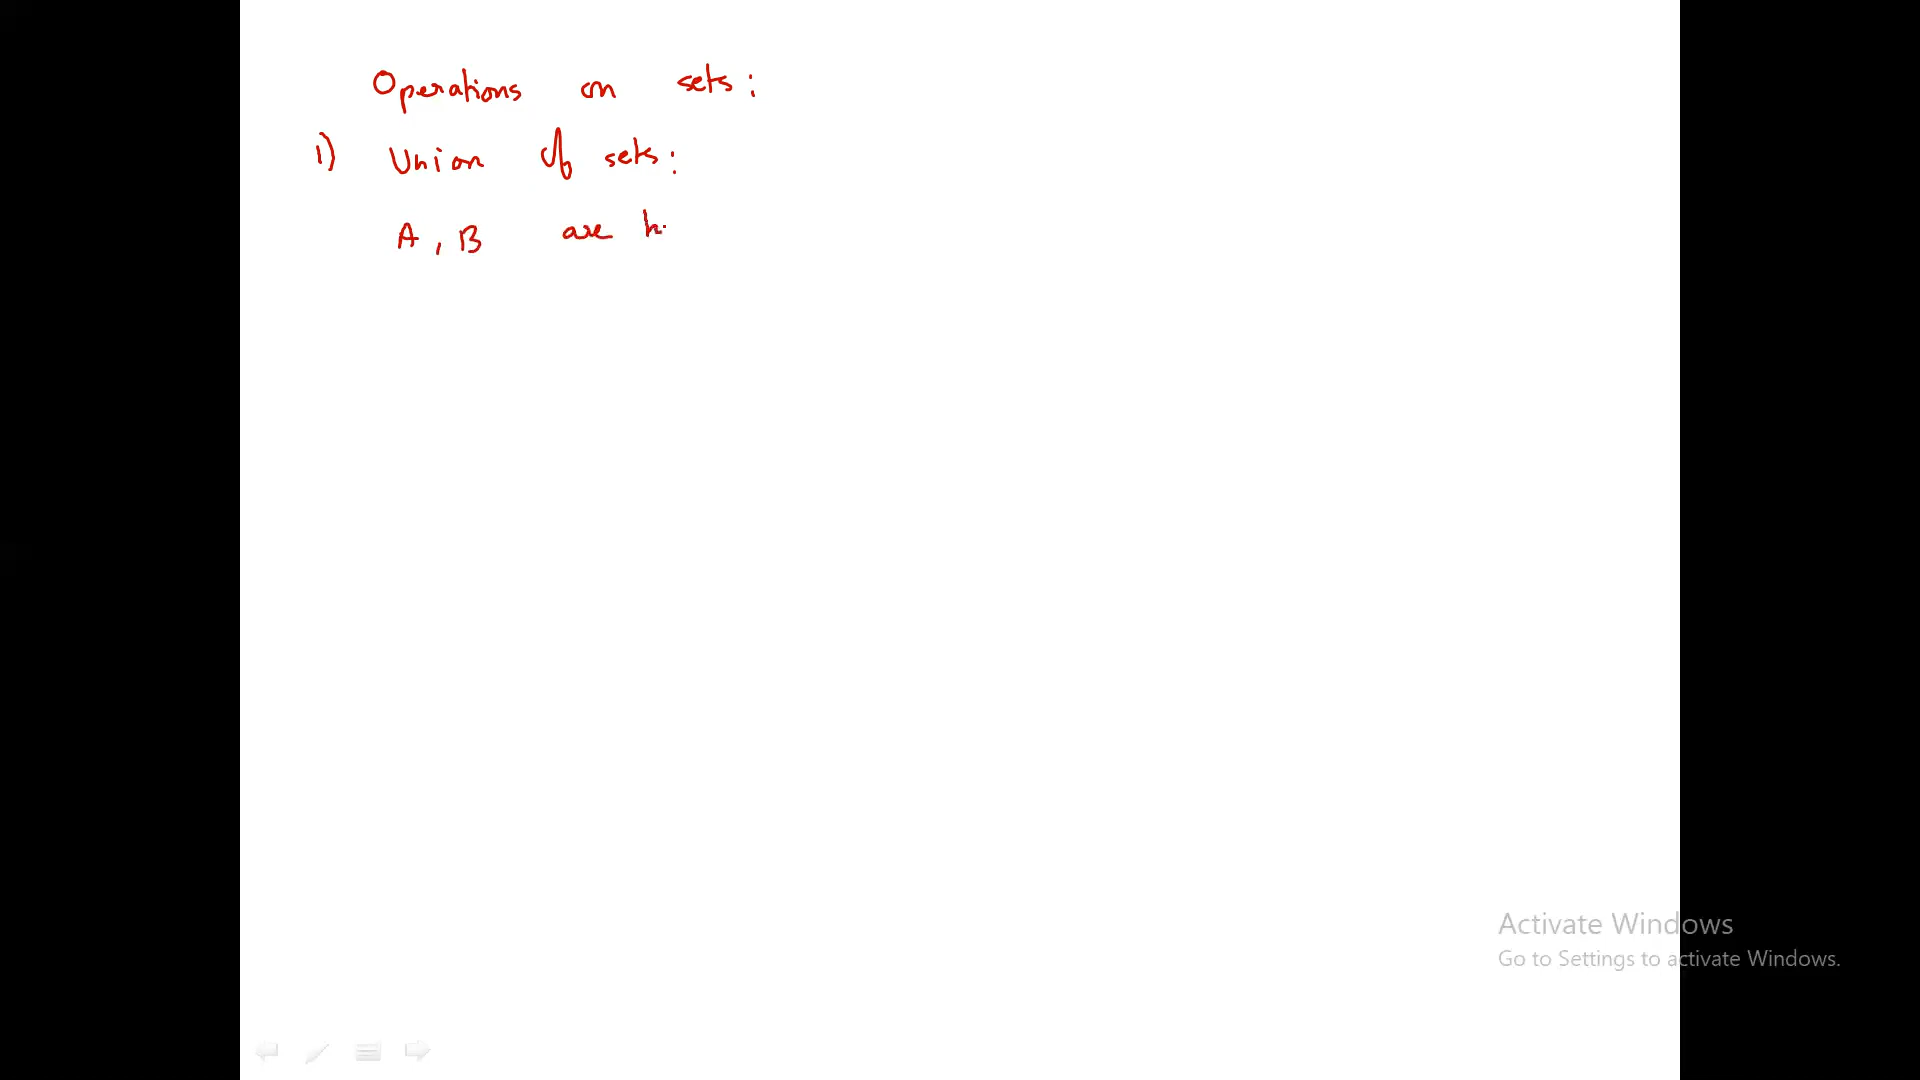 Operations on sets:
1) Union of sets:
A, B are
Activate Windows
Go to Settings to activate Windows.